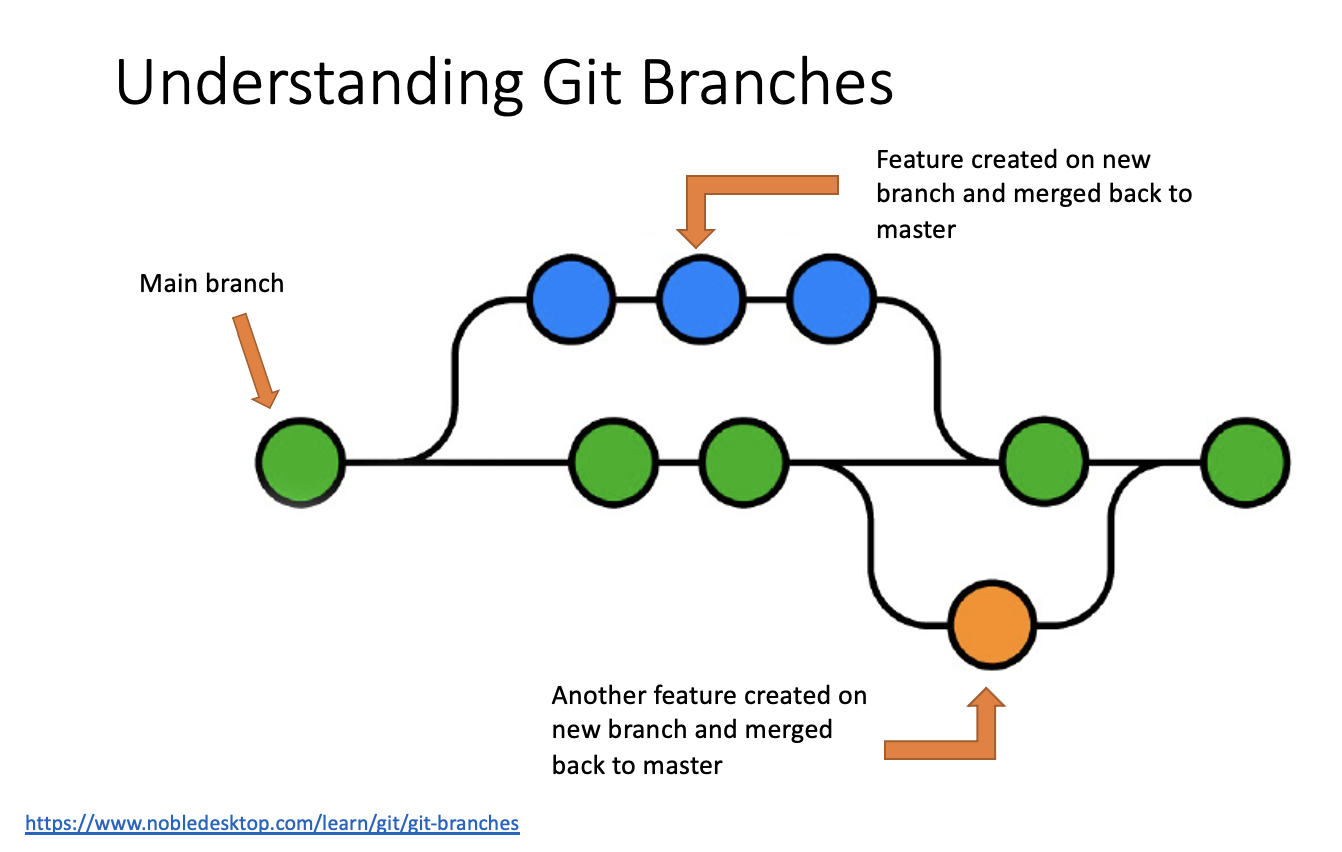 Understanding Git Branches
Feature created on new
branch and merged back to
master
Main branch
Another feature created on
new branch and merged
back to master
https://www.nobledesktop.com/learn/git/git-branches